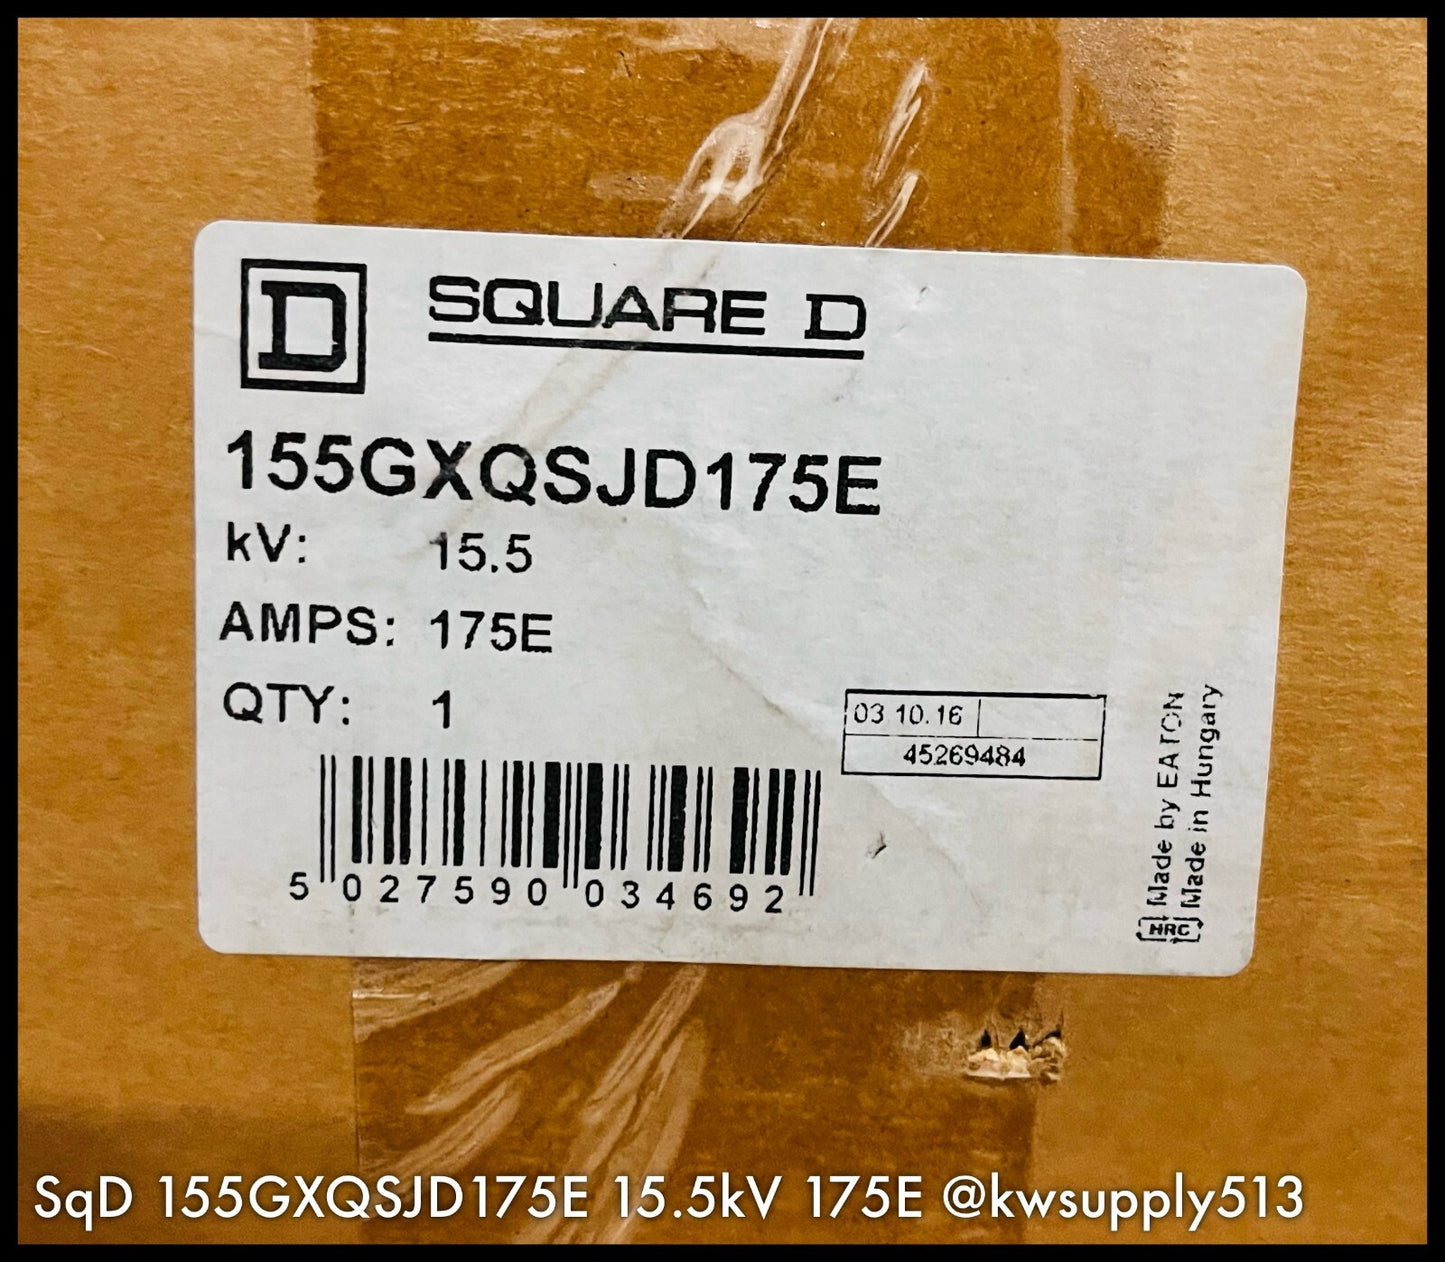 D
SQUARE D
155GXQSJD175E
kV: 15.5
AMPS: 175E
QTY: 1
03 10.16
45269484
5 027590 034692
Made by EATON
Made in Hungary
HRC
SqD 155GXQSJD175E 15.5kV 175E @kwsupply513